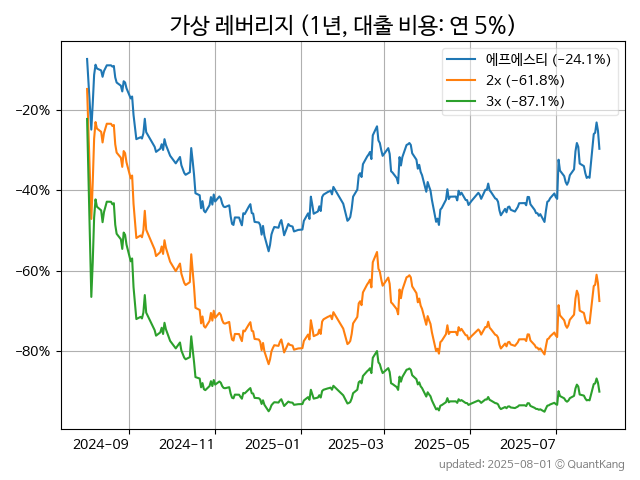 가상 레버리지 (1년, 대출 비용: 연 5%)
에프에스티 (−24.1%)
2x (−61.8%)
3x (−87.1%)
−20%
−40%
−60%
−80%
2024-09 2024-11 2025-01 2025-03 2025-05 2025-07
updated: 2025-08-01 © QuantKang